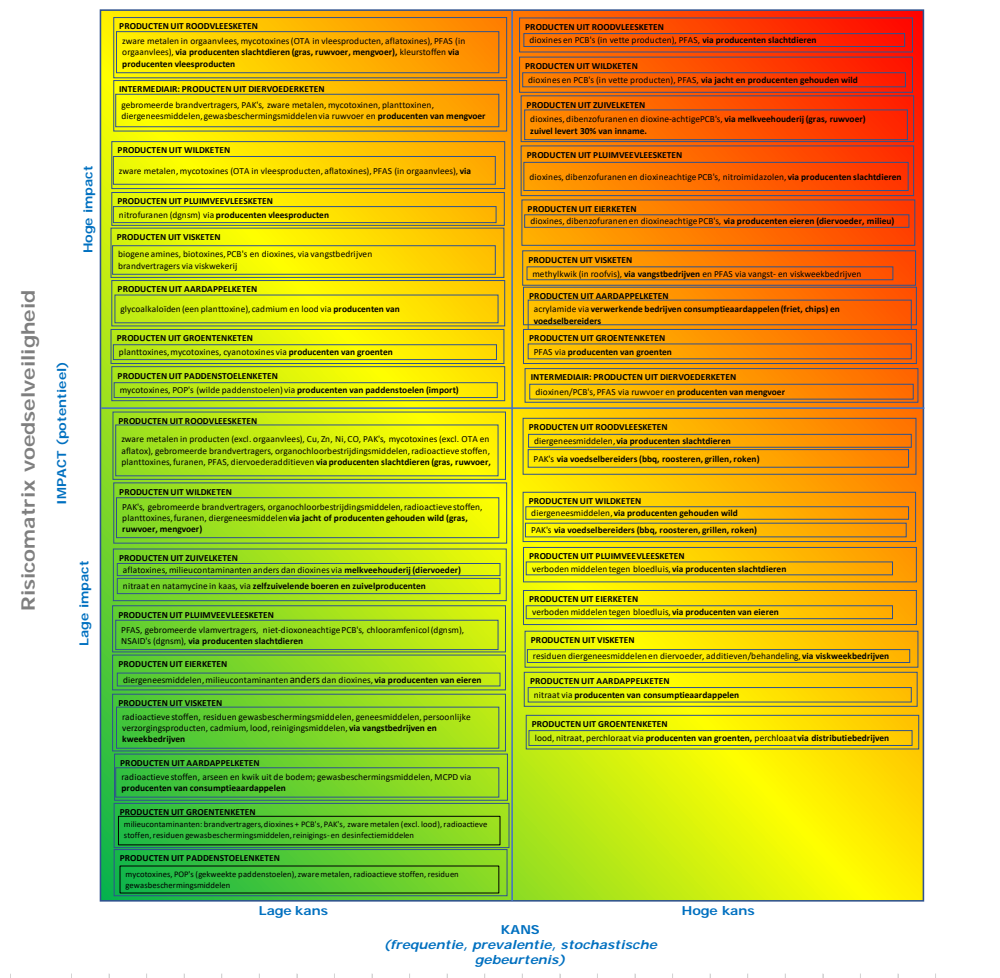 Risicomatrix voedselveiligheid
IMPACT (potentieel)
Hoge impact
Lage impact
PRODUCTEN UIT ROODVLEESKETEN
zware metalen in orgaanvlees, mycotoxines (OTA in vleesproducten, aflatoxines), PFAS (in
orgaanvlees), via producenten slachtdieren (gras, ruwvoer, mengvoer), kleurstoffen via
producenten vleesproducten
INTERMEDIAIR: PRODUCTEN UIT DIERVOEDERKETEN
gebromeerde brandvertragers, PAK's, zware metalen, mycotoxinen, planttoxinen,
diergeneesmiddelen, gewasbeschermingsmiddelen via ruwvoer en producenten van mengvoer
PRODUCTEN UIT WILDKETEN
zware metalen, mycotoxines (OTA in vleesproducten, aflatoxines), PFAS (in orgaanvlees), via
PRODUCTEN UIT PLUIMVEEVLEESKETEN
nitrofuranen (dgnsm) via producenten vleesproducten
PRODUCTEN UIT VISKETEN
biogene amines, biotoxines, PCB's en dioxines, via vangstbedrijven
brandvertragers via viskwekerij
PRODUCTEN UIT AARDAPPELKETEN
glycoalkaloïden (een planttoxine), cadmium en lood via producenten van
PRODUCTEN UIT GROENTENKETEN
planttoxines, mycotoxines, cyanotoxines via producenten van groenten
PRODUCTEN UIT PADDENSTOELENKETEN
mycotoxines, POP's (wilde paddenstoelen) via producenten van paddenstoelen (import)
PRODUCTEN UIT ROODVLEESKETEN
dioxines en PCB's (in vette producten), PFAS, via producenten slachtdieren
PRODUCTEN UIT WILDKETEN
dioxines en PCB's (in vette producten), PFAS, via jacht en producenten gehouden wild
PRODUCTEN UIT ZUIVELKETEN
dioxines, dibenzofuranen en dioxine-achtige PCB's, via melkveehouderij (gras, ruwvoer)
zuivel levert 30% van inname.
PRODUCTEN UIT PLUIMVEEVLEESKETEN
dioxines, dibenzofuranen en dioxineachtige PCB's, nitroimidazolen, via producenten slachtdieren
PRODUCTEN UIT EIERKETEN
dioxines, dibenzofuranen en dioxineachtige PCB's, via producenten eieren (diervoeder, milieu)
PRODUCTEN UIT VISKETEN
methylkwik (in roofvis), via vangstbedrijven en PFAS via vangst- en viskweekbedrijven
PRODUCTEN UIT AARDAPPELKETEN
acrylamide via verwerkende bedrijven consumptieaardappelen (friet, chips) en
voedselbereiders
PRODUCTEN UIT GROENTENKETEN
PFAS via producenten van groenten
INTERMEDIAIR: PRODUCTEN UIT DIERVOEDERKETEN
dioxinen/PCB's, PFAS via ruwvoer en producenten van mengvoer
PRODUCTEN UIT ROODVLEESKETEN
zware metalen in producten (excl. orgaanvlees), Cu, Zn, Ni, CO, PAK's, mycotoxines (excl. OTA en
aflatox), gebromeerde brandvertragers, organochloorbestrijdingsmiddelen, radioactieve stoffen,
planttoxines, furanen, PFAS, diervoederadditieven via producenten slachtdieren (gras, ruwvoer,
PRODUCTEN UIT WILDKETEN
PAK's, gebromeerde brandvertragers, organochloorbestrijdingsmiddelen, radioactieve stoffen,
planttoxines, furanen, diergeneesmiddelen via jacht of producenten gehouden wild (gras,
ruwvoer, mengvoer)
PRODUCTEN UIT ZUIVELKETEN
aflatoxines, milieucontaminanten anders dan dioxines via melkveehouderij (diervoeder)
nitraat en natamycine in kaas, via zelfzuivelende boeren en zuivelproducenten
PRODUCTEN UIT PLUIMVEEVLEESKETEN
PFAS, gebromeerde vlamvertragers, niet-dioxoneachtige PCB's, chlooramfenicol (dgnsm),
NSAID's (dgnsm), via producenten slachtdieren
PRODUCTEN UIT EIERKETEN
diergeneesmiddelen, milieucontaminanten anders dan dioxines, via producenten van eieren
PRODUCTEN UIT VISKETEN
radioactieve stoffen, residuen gewasbeschermingsmiddelen, geneesmiddelen, persoonlijke
verzorgingsproducten, cadmium, lood, reinigingsmiddelen, via vangstbedrijven en
kweekbedrijven
PRODUCTEN UIT AARDAPPELKETEN
radioactieve stoffen, arseen en kwik uit de bodem; gewasbeschermingsmiddelen, MCPD via
producenten van consumptieaardappelen
PRODUCTEN UIT GROENTENKETEN
milieucontaminanten: brandvertragers, dioxines + PCB's, PAK's, zware metalen (excl. lood), radioactieve
stoffen, residuen gewasbeschermingsmiddelen, reinigings- en desinfectiemiddelen
PRODUCTEN UIT PADDENSTOELENKETEN
mycotoxines, POP's (gekweekte paddenstoelen), zware metalen, radioactieve stoffen, residuen
gewasbeschermingsmiddelen
PRODUCTEN UIT ROODVLEESKETEN
diergeneesmiddelen, via producenten slachtdieren
PAK's via voedselbereiders (bbq, roosteren, grillen, roken)
PRODUCTEN UIT WILDKETEN
diergeneesmiddelen, via producenten gehouden wild
PAK's via voedselbereiders (bbq, roosteren, grillen, roken)
PRODUCTEN UIT PLUIMVEEVLEESKETEN
verboden middelen tegen bloedluis, via producenten slachtdieren
PRODUCTEN UIT EIERKETEN
verboden middelen tegen bloedluis, via producenten van eieren
PRODUCTEN UIT VISKETEN
residuen diergeneesmiddelen en diervoeder, additieven/behandeling, via viskweekbedrijven
PRODUCTEN UIT AARDAPPELKETEN
nitraat via producenten van consumptieaardappelen
PRODUCTEN UIT GROENTENKETEN
lood, nitraat, perchloraat via producenten van groenten, perchloaat via distributiebedrijven
Lage kans
Hoge kans
KANS
(frequentie, prevalentie, stochastische
gebeurtenis)